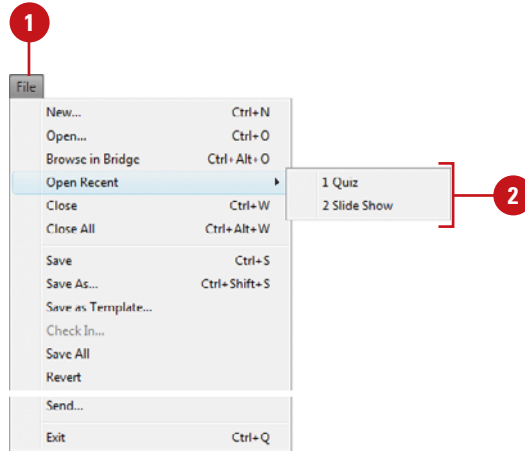 1
File
New... Ctrl+N
Open... Ctrl+O
Browse in Bridge Ctrl+Alt+O
Open Recent
1 Quiz
2 Slide Show
2
Close Ctrl+W
Close All Ctrl+Alt+W
Save Ctrl+S
Save As... Ctrl+Shift+S
Save as Template...
Check In...
Save All
Revert
Send...
Exit Ctrl+Q